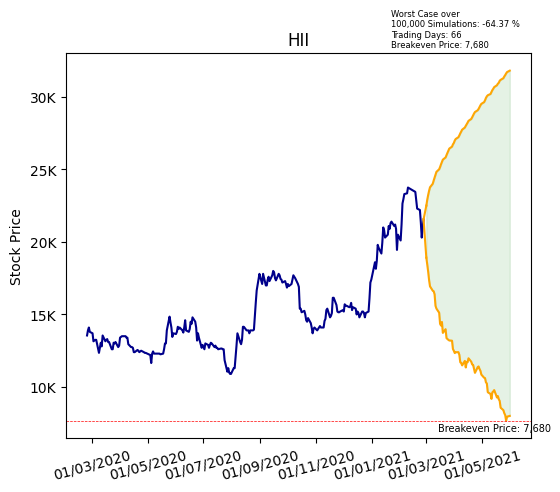 Worst Case over
100,000 Simulations: -64.37 %
Trading Days: 66
Breakeven Price: 7,680
HII
Stock Price
30K
25K
20K
15K
10K
Breakeven Price: 7,680
01/03/2020
01/05/2020
01/07/2020
01/09/2020
01/11/2020
01/01/2021
01/03/2021
01/05/2021